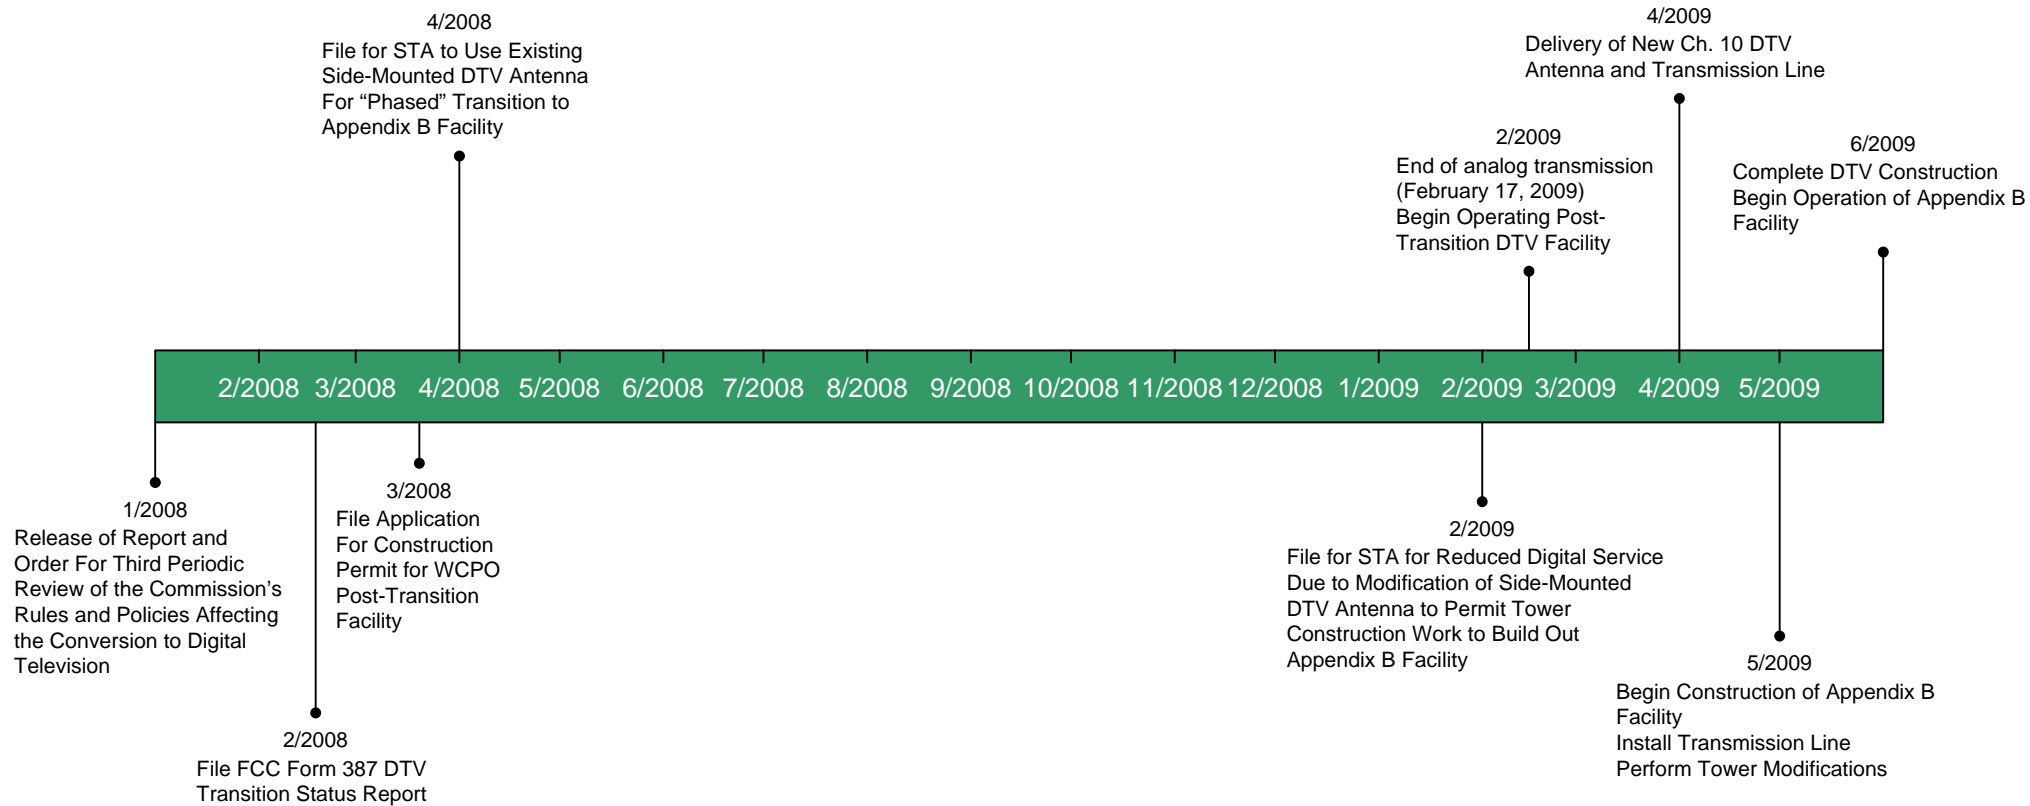 4/2008
File for STA to Use Existing
Side-Mounted DTV Antenna
For “Phased” Transition to
Appendix B Facility
4/2009
Delivery of New Ch. 10 DTV
Antenna and Transmission Line
2/2009
End of analog transmission
(February 17, 2009)
Begin Operating Post-
Transition DTV Facility
6/2009
Complete DTV Construction
Begin Operation of Appendix B
Facility
2/2008 3/2008 4/2008 5/2008 6/2008 7/2008 8/2008 9/2008 10/2008 11/2008 12/2008 1/2009 2/2009 3/2009 4/2009 5/2009
1/2008
Release of Report and
Order For Third Periodic
Review of the Commission’s
Rules and Policies Affecting
the Conversion to Digital
Television
2/2008
File FCC Form 387 DTV
Transition Status Report
3/2008
File Application
For Construction
Permit for WCPO
Post-Transition
Facility
2/2009
File for STA for Reduced Digital Service
Due to Modification of Side-Mounted
DTV Antenna to Permit Tower
Construction Work to Build Out
Appendix B Facility
5/2009
Begin Construction of Appendix B
Facility
Install Transmission Line
Perform Tower Modifications